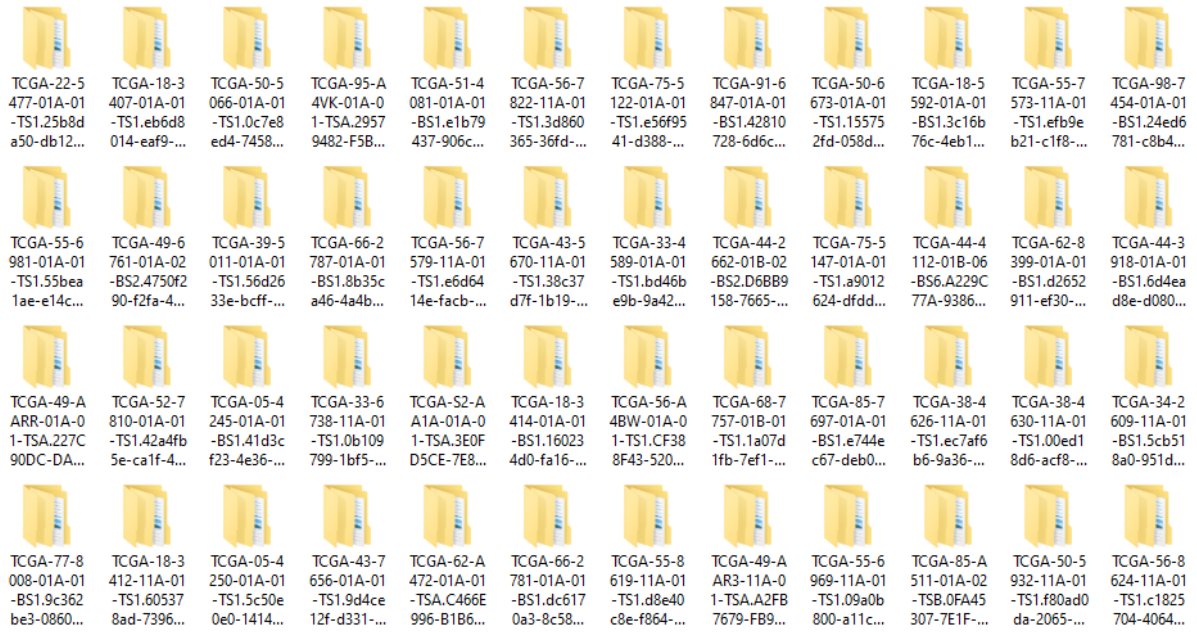 TCGA-22-5
477-01A-01
-TS1.25b8d
a50-db12...
TCGA-18-3
407-01A-01
-TS1.eb6d8
014-eaf9-...
TCGA-50-5
066-01A-01
-TS1.0c7e8
ed4-7458...
TCGA-95-A
4VK-01A-0
1-TSA.2957
9482-F5B...
TCGA-51-4
081-01A-01
-BS1.e1b79
437-906c...
TCGA-56-7
822-11A-01
-TS1.3d860
365-36fd-...
TCGA-75-5
122-01A-01
-TS1.e56f95
41-d388-...
TCGA-91-6
847-01A-01
-BS1.42810
728-6d6c...
TCGA-50-6
673-01A-01
-TS1.15575
2fd-058d...
TCGA-18-5
592-01A-01
-BS1.3c16b
76c-4eb1...
TCGA-55-7
573-11A-01
-TS1.efb9e
b21-c1f8-...
TCGA-98-7
454-01A-01
-BS1.24ed6
781-c8b4...
TCGA-55-6
981-01A-01
-TS1.55bea
1ae-e14c...
TCGA-49-6
761-01A-02
-BS2.4750f2
90-f2fa-4...
TCGA-39-5
011-01A-01
-TS1.56d26
33e-bcff-...
TCGA-66-2
787-01A-01
-BS1.8b35c
a46-4a4b...
TCGA-56-7
579-11A-01
-TS1.e6d64
14e-facb-...
TCGA-43-5
670-11A-01
-TS1.38c37
d7f-1b19-...
TCGA-33-4
589-01A-01
-TS1.bd46b
e9b-9a42...
TCGA-44-2
662-01B-02
-BS2.D6BB9
158-7665-...
TCGA-75-5
147-01A-01
-TS1.a9012
624-dfdd...
TCGA-44-4
112-01B-06
-BS6.A229C
77A-9386...
TCGA-62-8
399-01A-01
-BS1.d2652
911-ef30-...
TCGA-44-3
918-01A-01
-BS1.6d4ea
d8e-d080...
TCGA-49-A
ARR-01A-0
1-TSA.227C
90DC-DA...
TCGA-52-7
810-01A-01
-TS1.42a4fb
5e-ca1f-4...
TCGA-05-4
245-01A-01
-BS1.41d3c
f23-4e36-...
TCGA-33-6
738-11A-01
-TS1.0b109
799-1bf5-...
TCGA-S2-A
A1A-01A-0
1-TSA.3E0F
D5CE-7E8...
TCGA-18-3
414-01A-01
-BS1.16023
4d0-fa16-...
TCGA-56-A
4BW-01A-0
1-TS1.CF38
8F43-520...
TCGA-68-7
757-01B-01
-TS1.1a07d
1fb-7ef1-...
TCGA-85-7
697-01A-01
-BS1.e744e
c67-deb0...
TCGA-38-4
626-11A-01
-TS1.ec7af6
b6-9a36-...
TCGA-38-4
630-11A-01
-TS1.00ed1
8d6-acf8-...
TCGA-34-2
609-11A-01
-BS1.5cb51
8a0-951d...
TCGA-77-8
008-01A-01
-BS1.9c362
be3-0860...
TCGA-18-3
412-11A-01
-TS1.60537
8ad-7396...
TCGA-05-4
250-01A-01
-TS1.5c50e
0e0-1414...
TCGA-43-7
656-01A-01
-TS1.9d4ce
12f-d331-...
TCGA-62-A
472-01A-01
-TSA.C466E
996-B1B6...
TCGA-66-2
781-01A-01
-BS1.dc617
0a3-8c58...
TCGA-55-8
619-11A-01
-TS1.d8e40
c8e-f864-...
TCGA-49-A
AR3-11A-0
1-TSA.A2FB
7679-FB9...
TCGA-55-6
969-11A-01
-TS1.09a0b
800-a11c...
TCGA-85-A
511-01A-02
-TSB.0FA45
307-7E1F-...
TCGA-50-5
932-11A-01
-TS1.f80ad0
da-2065-...
TCGA-56-8
624-11A-01
-TS1.c1825
704-4064...